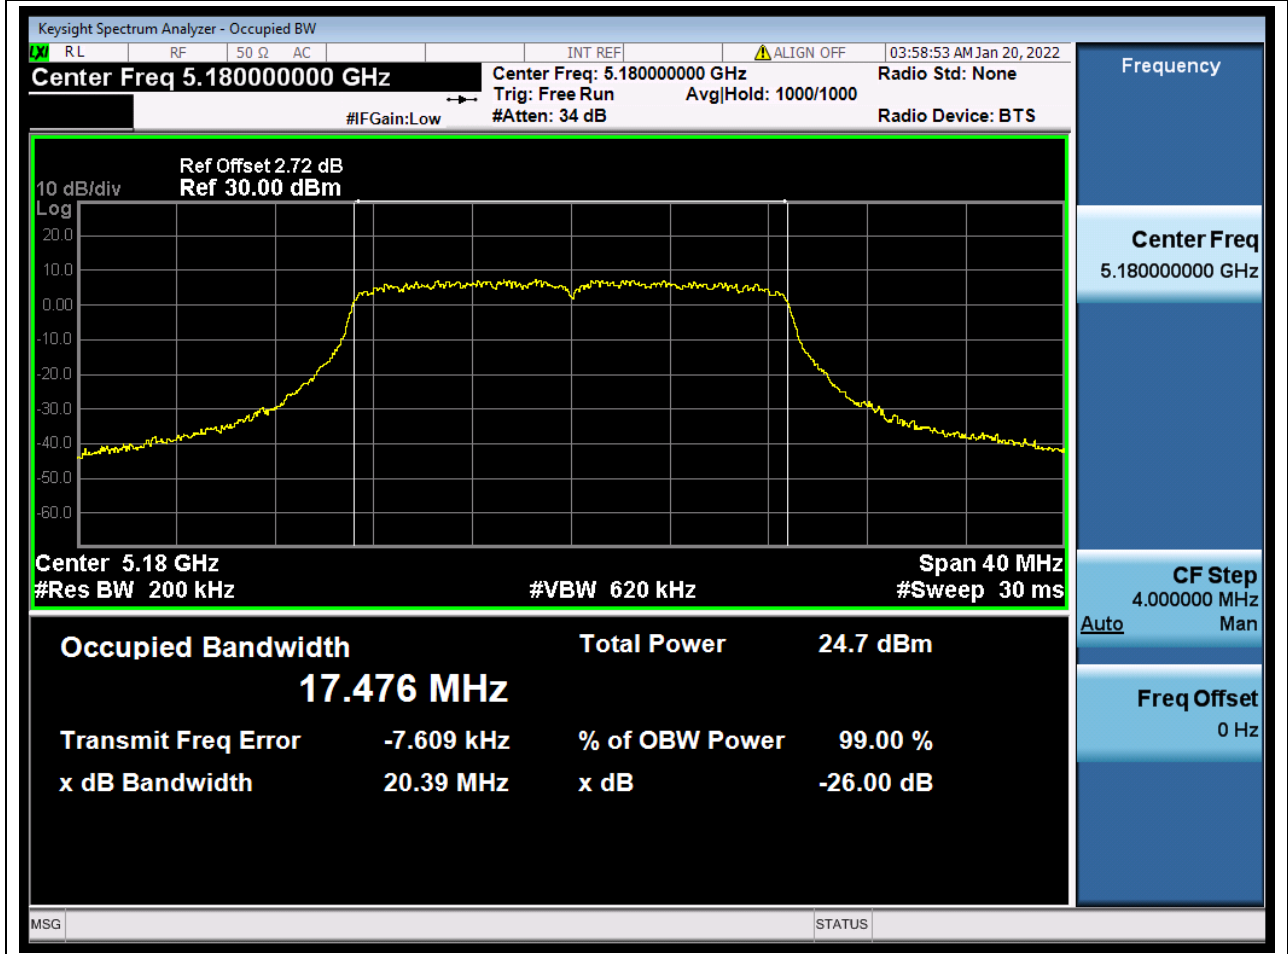 Keysight Spectrum Analyzer - Occupied BW
LXI RL RF 50 Ω AC INT REF ALIGN OFF 03:58:53 AM Jan 20, 2022
Center Freq 5.180000000 GHz
Center Freq: 5.180000000 GHz
Radio Std: None
Trig: Free Run Avg|Hold: 1000/1000
#IFGain:Low
#Atten: 34 dB
Radio Device: BTS
Frequency
Ref Offset 2.72 dB
10 dB/div Ref 30.00 dBm
Log
20.0
10.0
0.00
-10.0
-20.0
-30.0
-40.0
-50.0
-60.0
Center 5.18 GHz Span 40 MHz
#Res BW 200 kHz #VBW 620 kHz #Sweep 30 ms
Center Freq
5.180000000 GHz
CF Step
4.000000 MHz
Auto Man
Freq Offset
0 Hz
Occupied Bandwidth Total Power 24.7 dBm
17.476 MHz
Transmit Freq Error -7.609 kHz % of OBW Power 99.00 %
x dB Bandwidth 20.39 MHz x dB -26.00 dB
MSG STATUS